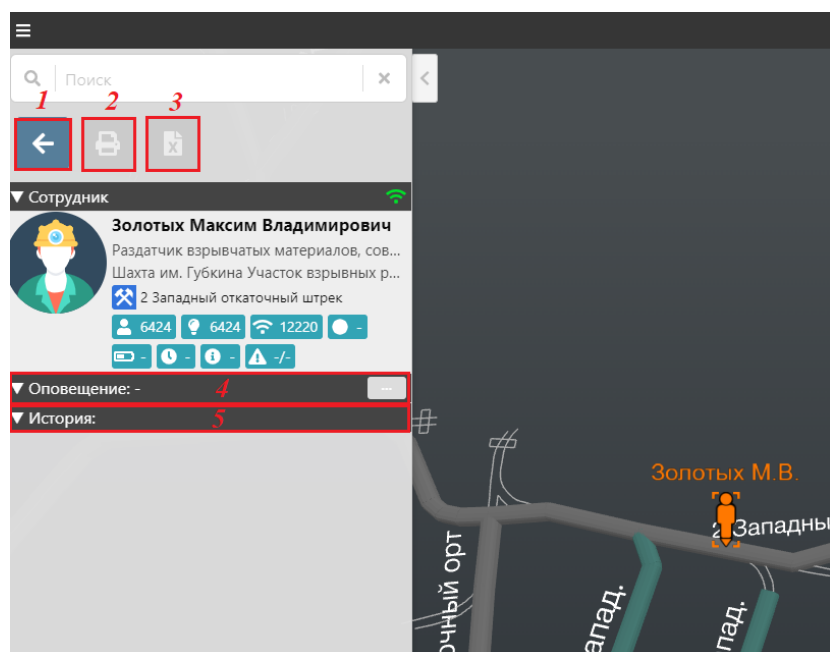 Поиск
1 2 3
Сотрудник
Золотых Максим Владимирович
Раздатчик взрывчатых материалов, сов...
Шахта им. Губкина Участок взрывных р...
2 Западный откаточный штрек
6424 6424 12220 -
- - - -/-
Оповещение: - 4 ...
История: 5
Золотых М.В.
2 Западны
очный орт
апад.
пад.